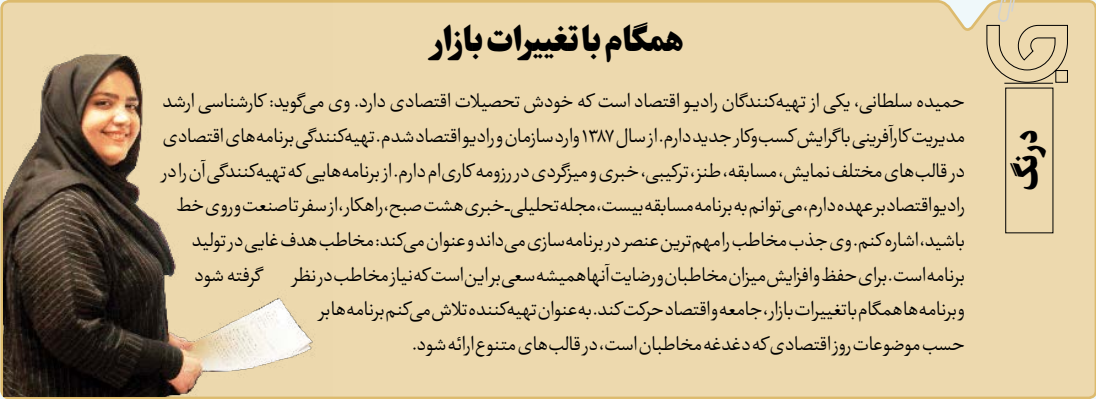 همگام با تغییرات بازار
درنگ
حمیده سلطانی، یکی از تهیه‌کنندگان رادیو اقتصاد است که خودش تحصیلات اقتصادی دارد. وی می‌گوید: کارشناسی ارشد
مدیریت کارآفرینی با گرایش کسب‌وکار جدید دارم. از سال ۱۳۸۷ وارد سازمان و رادیو اقتصاد شدم. تهیه‌کنندگی برنامه‌های اقتصادی
در قالب‌های مختلف نمایش، مسابقه، طنز، ترکیبی، خبری و میزگردی در رزومه کاری‌ام دارم. از برنامه‌هایی که تهیه‌کنندگی آن را در
رادیو اقتصاد بر عهده دارم، می‌توانم به برنامه مسابقه بیست، مجله تحلیلی-خبری هشت صبح، راهکار، از سفر تا صنعت و روی خط
باشید، اشاره کنم. وی جذب مخاطب را مهم‌ترین عنصر در برنامه‌سازی می‌داند و عنوان می‌کند: مخاطب هدف غایی در تولید
برنامه است. برای حفظ و افزایش میزان مخاطبان و رضایت آنها همیشه سعی بر این است که نیاز مخاطب در نظر گرفته شود
و برنامه‌ها همگام با تغییرات بازار، جامعه و اقتصاد حرکت کند. به عنوان تهیه‌کننده تلاش می‌کنم برنامه‌ها بر
حسب موضوعات روز اقتصادی که دغدغه مخاطبان است، در قالب‌های متنوع ارائه شود.